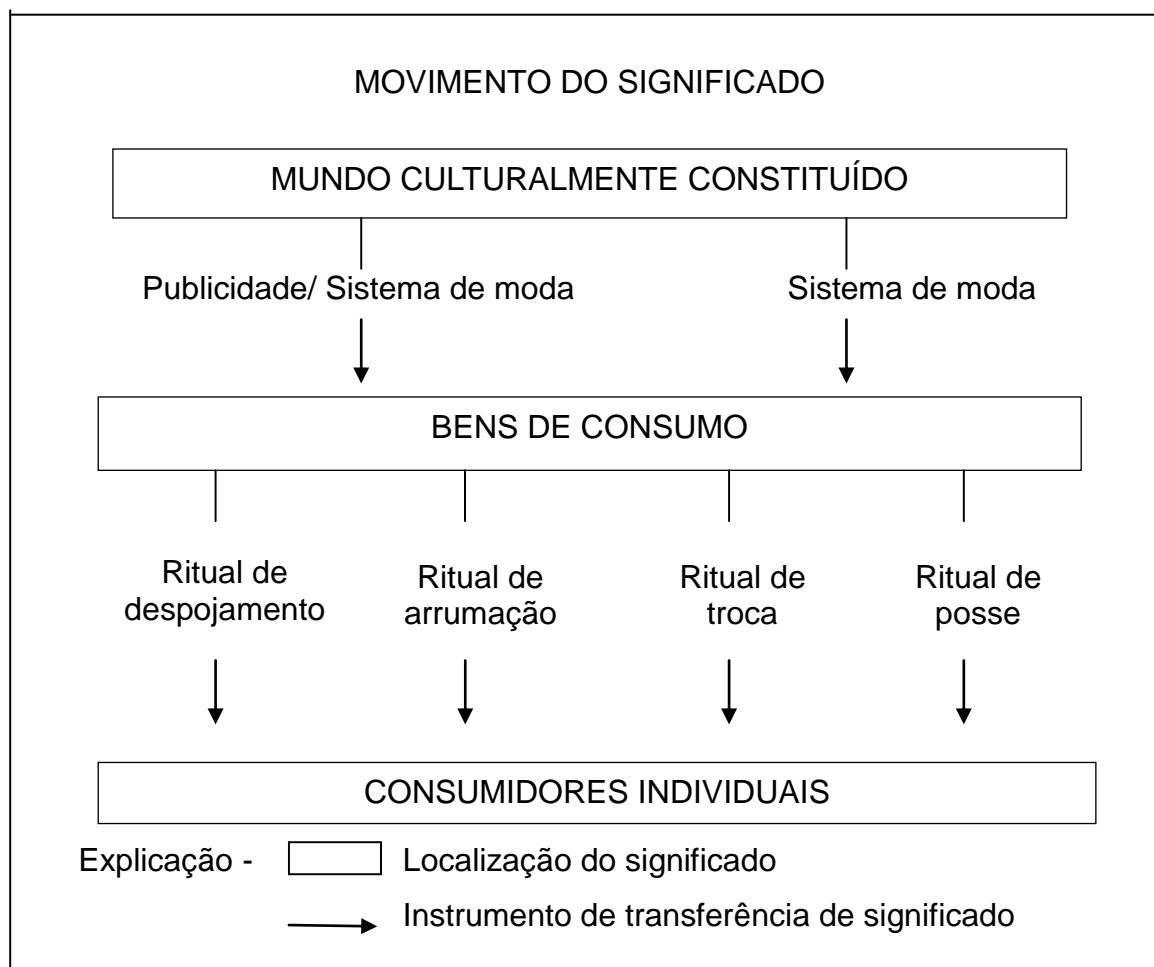 MOVIMENTO DO SIGNIFICADO
MUNDO CULTURALMENTE CONSTITUÍDO
Publicidade/ Sistema de moda
Sistema de moda
BENS DE CONSUMO
Ritual de
despojamento
Ritual de
arrumação
Ritual de
troca
Ritual de
posse
CONSUMIDORES INDIVIDUAIS
Explicação -
Localização do significado
Instrumento de transferência de significado